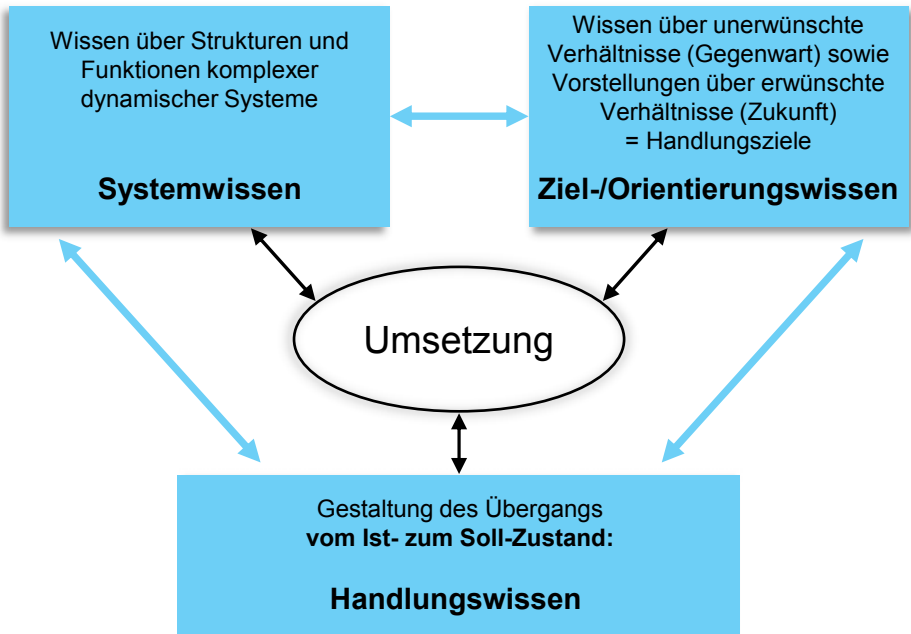 Wissen über Strukturen und
Funktionen komplexer
dynamischer Systeme
Systemwissen
Wissen über unerwünschte
Verhältnisse (Gegenwart) sowie
Vorstellungen über erwünschte
Verhältnisse (Zukunft)
= Handlungsziele
Ziel-/Orientierungswissen
Umsetzung
Gestaltung des Übergangs
vom Ist- zum Soll-Zustand:
Handlungswissen